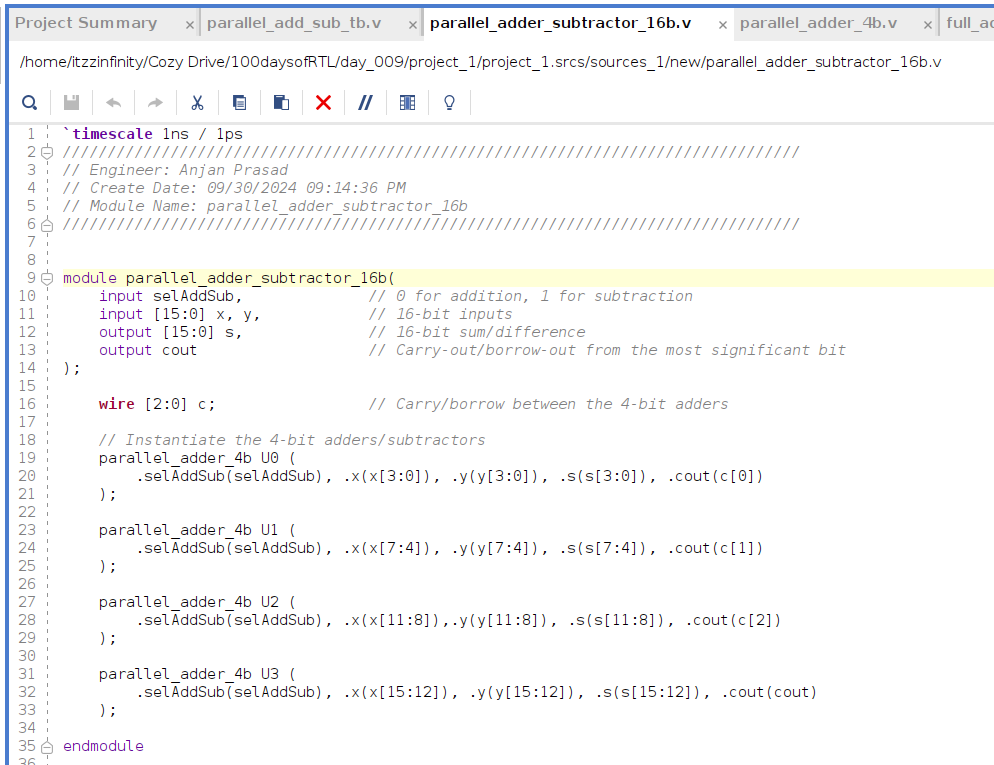 Project Summary × parallel_add_sub_tb.v × parallel_adder_subtractor_16b.v × parallel_adder_4b.v ×
/home/itzzinfinity/Cozy Drive/100daysofRTL/day_009/project_1/project_1.srcs/sources_1/new/parallel_adder_subtractor_16b.v
1 `timescale 1ns / 1ps
2 //////////////////////////////////////////////////////////////////////////////////
3 // Engineer: Anjan Prasad
4 // Create Date: 09/30/2024 09:14:36 PM
5 // Module Name: parallel_adder_subtractor_16b
6 //////////////////////////////////////////////////////////////////////////////////
7
8
9 module parallel_adder_subtractor_16b(
10 input selAddSub, // 0 for addition, 1 for subtraction
11 input [15:0] x, y, // 16-bit inputs
12 output [15:0] s, // 16-bit sum/difference
13 output cout // Carry-out/borrow-out from the most significant bit
14 );
15
16 wire [2:0] c; // Carry/borrow between the 4-bit adders
17
18 // Instantiate the 4-bit adders/subtractors
19 parallel_adder_4b U0 (
20 .selAddSub(selAddSub), .x(x[3:0]), .y(y[3:0]), .s(s[3:0]), .cout(c[0])
21 );
22
23 parallel_adder_4b U1 (
24 .selAddSub(selAddSub), .x(x[7:4]), .y(y[7:4]), .s(s[7:4]), .cout(c[1])
25 );
26
27 parallel_adder_4b U2 (
28 .selAddSub(selAddSub), .x(x[11:8]),.y(y[11:8]), .s(s[11:8]), .cout(c[2])
29 );
30
31 parallel_adder_4b U3 (
32 .selAddSub(selAddSub), .x(x[15:12]), .y(y[15:12]), .s(s[15:12]), .cout(cout)
33 );
34
35 endmodule